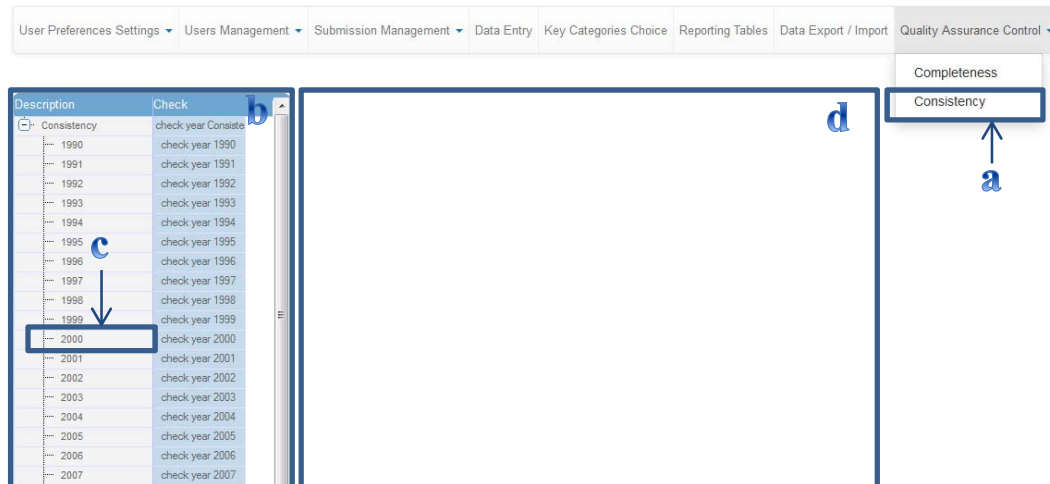 User Preferences Settings Users Management Submission Management Data Entry Key Categories Choice Reporting Tables Data Export / Import Quality Assurance Control
Completeness
Consistency
a
Description Check
b
d
Consistency check year Consiste
1990 check year 1990
1991 check year 1991
1992 check year 1992
1993 check year 1993
1994 check year 1994
1995 check year 1995
c
1996 check year 1996
1997 check year 1997
1998 check year 1998
1999 check year 1999
2000 check year 2000
2001 check year 2001
2002 check year 2002
2003 check year 2003
2004 check year 2004
2005 check year 2005
2006 check year 2006
2007 check year 2007